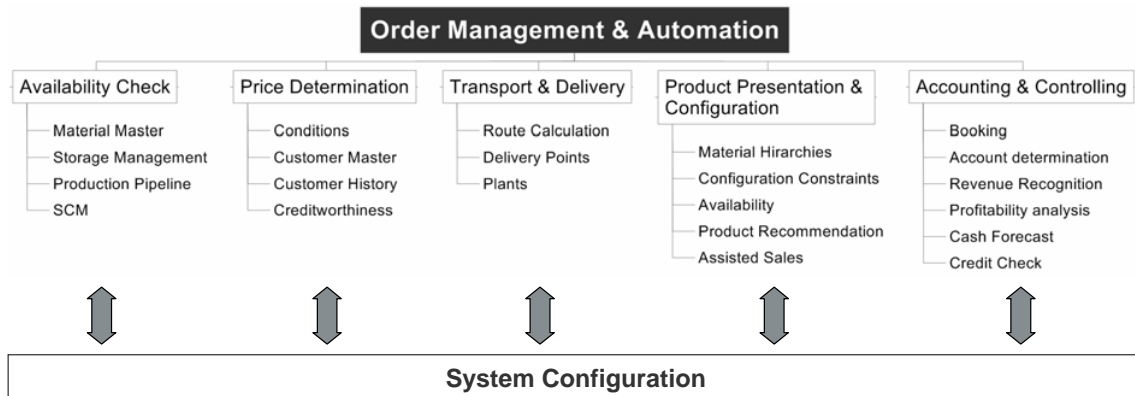 Order Management & Automation
Availability Check
Material Master
Storage Management
Production Pipeline
SCM
Price Determination
Conditions
Customer Master
Customer History
Creditworthiness
Transport & Delivery
Route Calculation
Delivery Points
Plants
Product Presentation &
Configuration
Material Hirarchies
Configuration Constraints
Availability
Product Recommendation
Assisted Sales
Accounting & Controlling
Booking
Account determination
Revenue Recognition
Profitability analysis
Cash Forecast
Credit Check
System Configuration